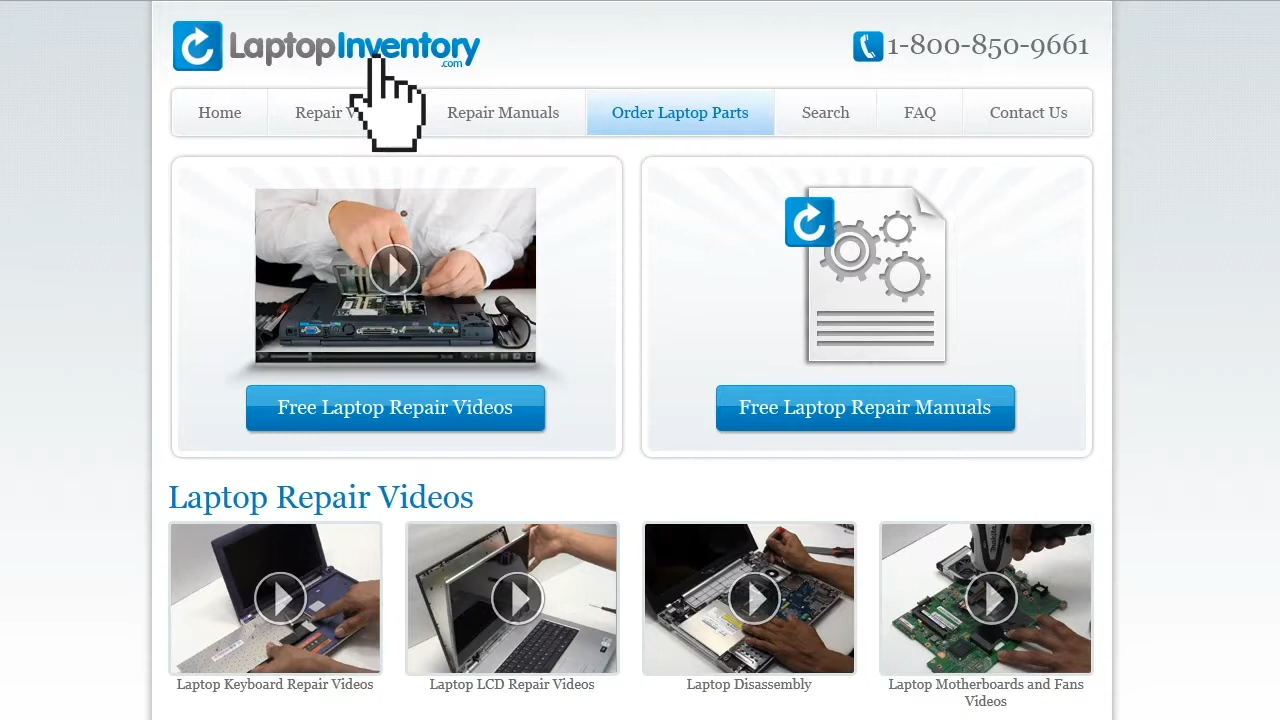 LaptopInventory
.com
1-800-850-9661
Home
Repair V
Repair Manuals
Order Laptop Parts
Search
FAQ
Contact Us
Free Laptop Repair Videos
Free Laptop Repair Manuals
Laptop Repair Videos
Laptop Keyboard Repair Videos
Laptop LCD Repair Videos
Laptop Disassembly
Laptop Motherboards and Fans
Videos